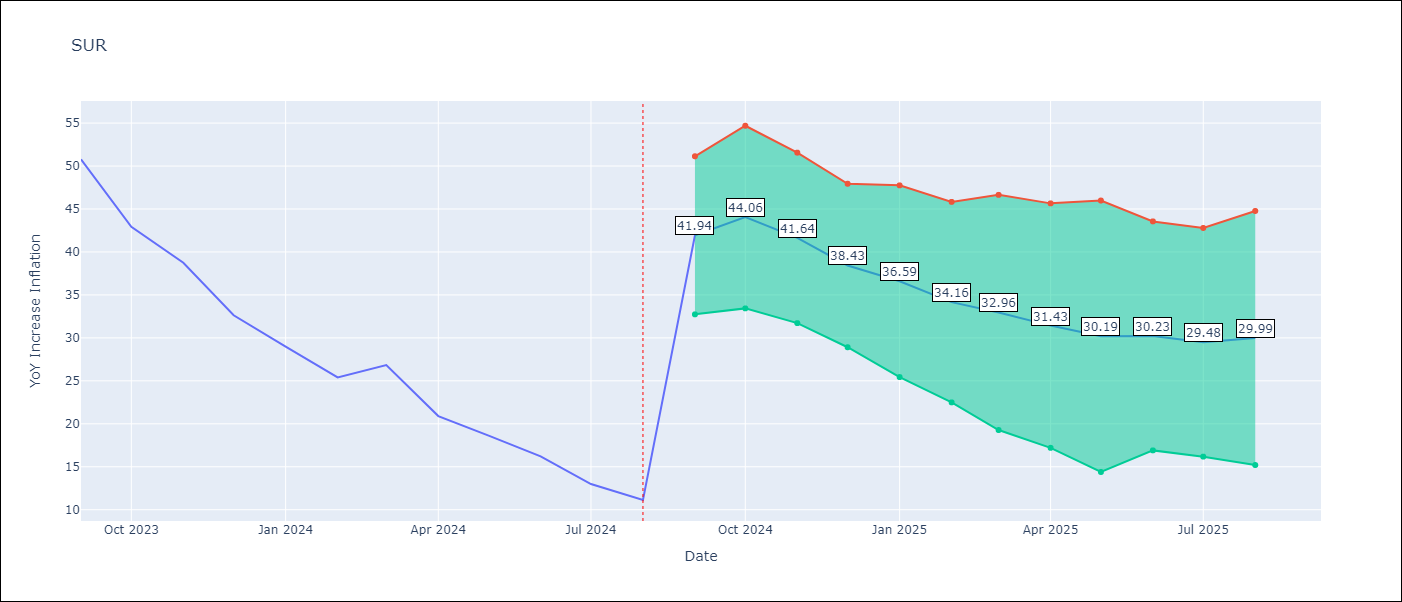 SUR
YoY Increase Inflation
55
50
45
40
35
30
25
20
15
10
41.94
44.06
41.64
38.43
36.59
34.16
32.96
31.43
30.19
30.23
29.48
29.99
Oct 2023
Jan 2024
Apr 2024
Jul 2024
Oct 2024
Jan 2025
Apr 2025
Jul 2025
Date